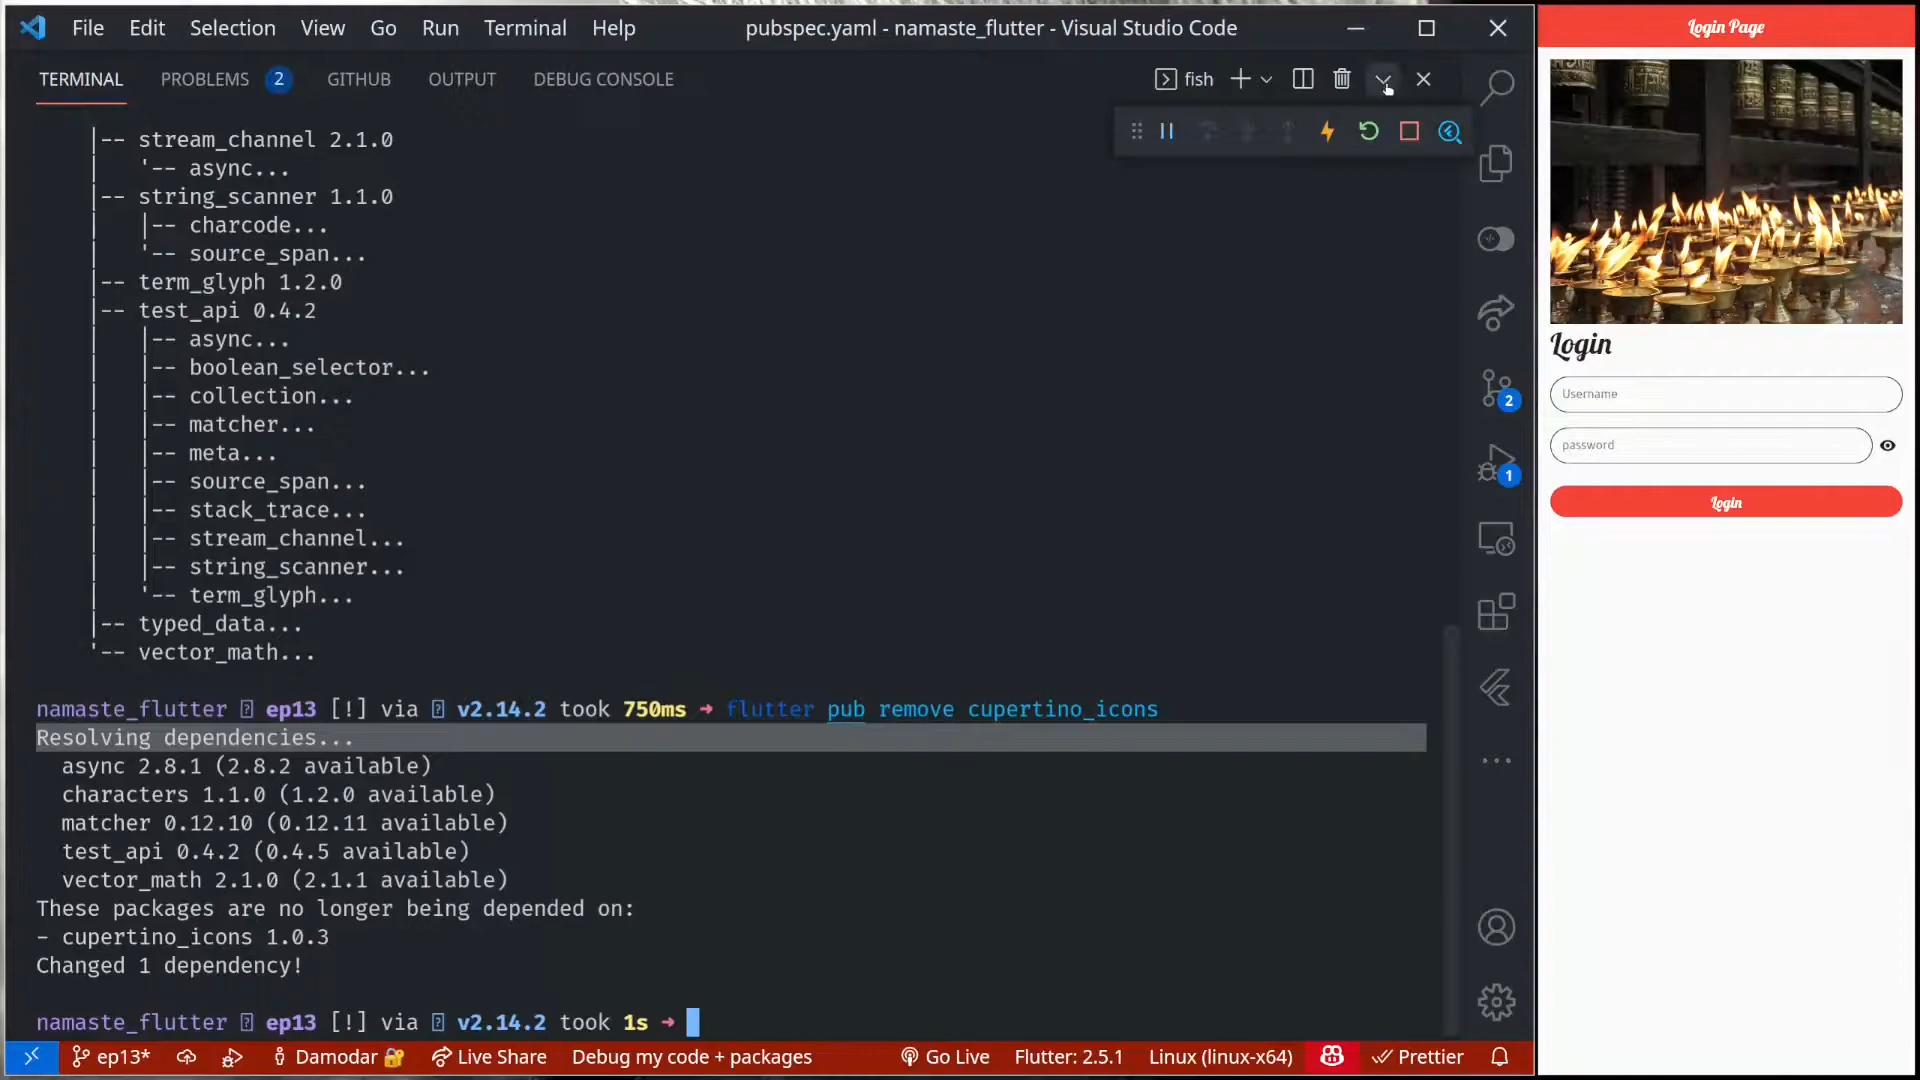 File Edit Selection View Go Run Terminal Help
pubspec.yaml - namaste_flutter - Visual Studio Code
TERMINAL PROBLEMS 2 GITHUB OUTPUT DEBUG CONSOLE
fish
|-- stream_channel 2.1.0
| '-- async...
|-- string_scanner 1.1.0
| |-- charcode...
| '-- source_span...
|-- term_glyph 1.2.0
|-- test_api 0.4.2
| |-- async...
| |-- boolean_selector...
| |-- collection...
| |-- matcher...
| |-- meta...
| |-- source_span...
| |-- stack_trace...
| |-- stream_channel...
| |-- string_scanner...
| '-- term_glyph...
|-- typed_data...
'-- vector_math...
namaste_flutter ep13 [!] via v2.14.2 took 750ms → flutter pub remove cupertino_icons
Resolving dependencies...
async 2.8.1 (2.8.2 available)
characters 1.1.0 (1.2.0 available)
matcher 0.12.10 (0.12.11 available)
test_api 0.4.2 (0.4.5 available)
vector_math 2.1.0 (2.1.1 available)
These packages are no longer being depended on:
- cupertino_icons 1.0.3
Changed 1 dependency!
namaste_flutter ep13 [!] via v2.14.2 took 1s →
2
1
ep13* Damodar Live Share Debug my code + packages Go Live Flutter: 2.5.1 Linux (linux-x64) Prettier
Login Page
Login
Username
password
Login